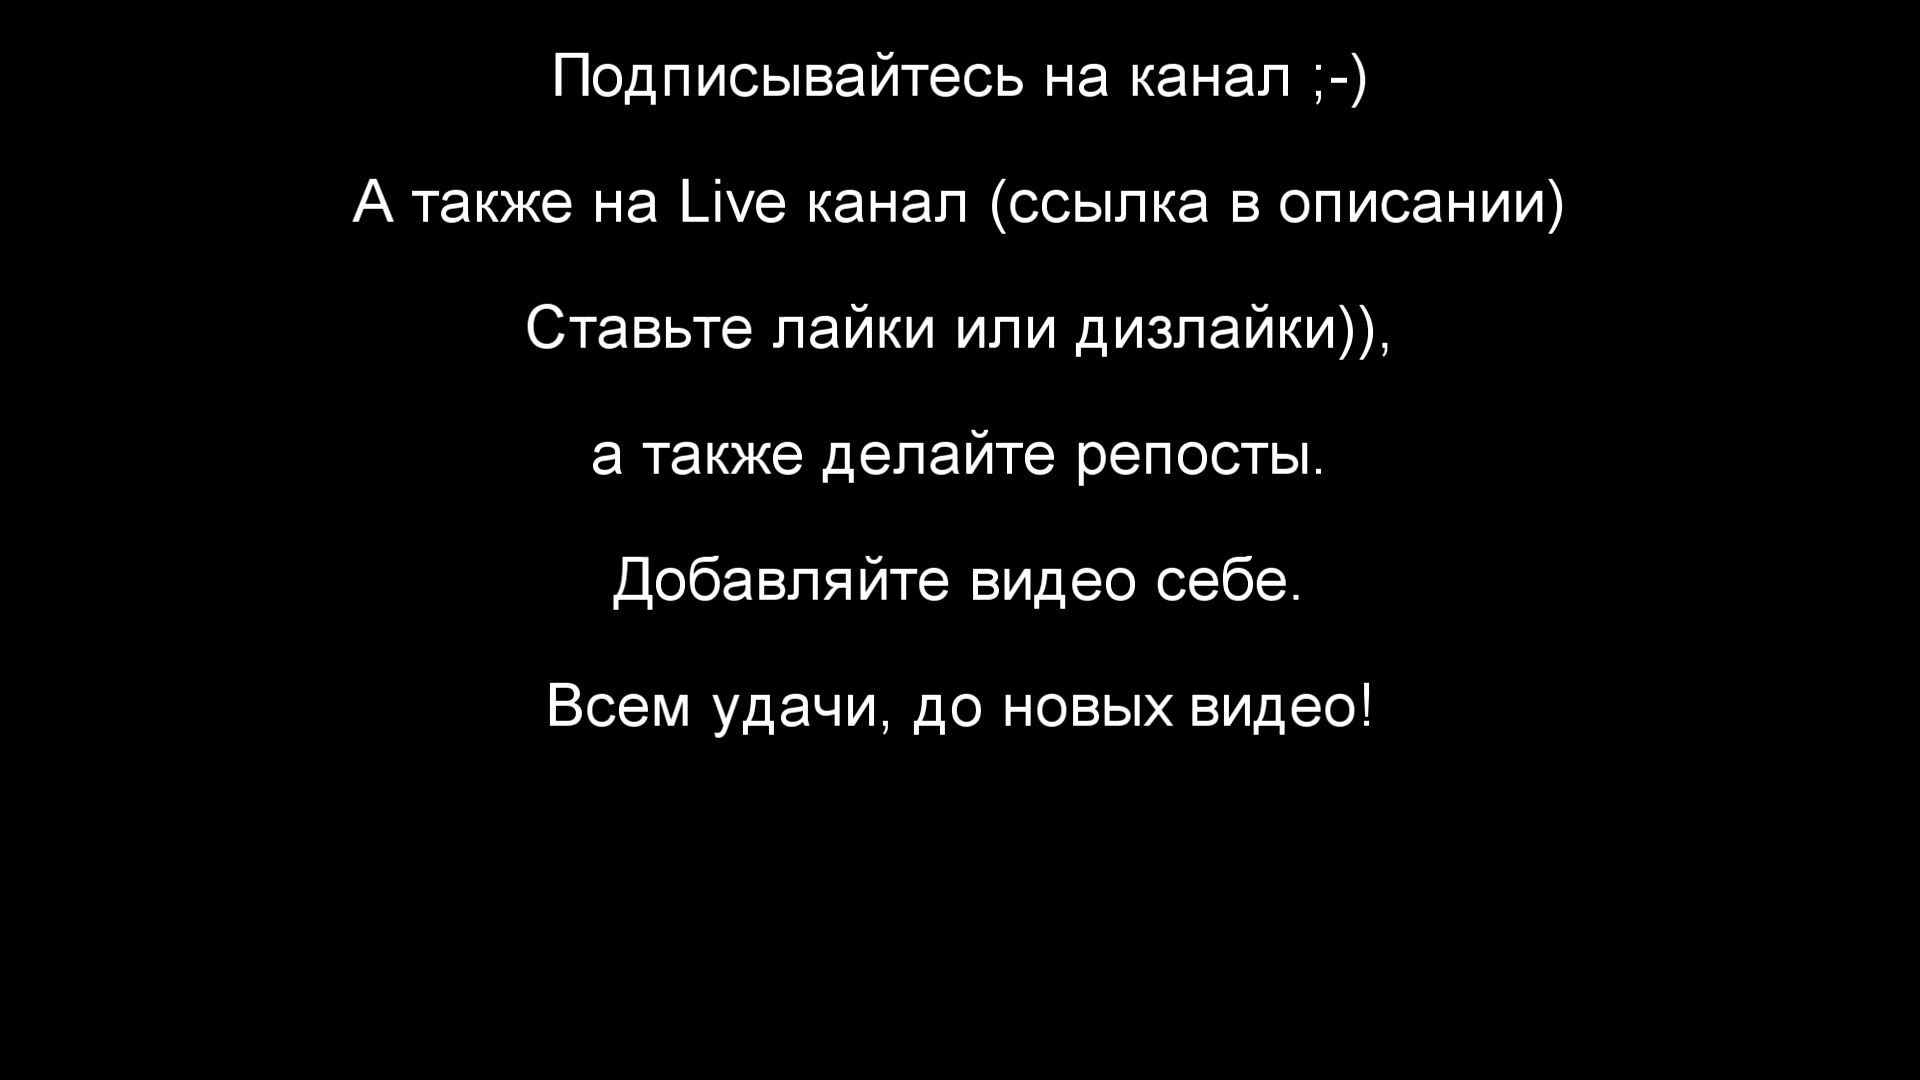 Подписывайтесь на канал ;-)
А также на Live канал (ссылка в описании)
Ставьте лайки или дизлайки)),
а также делайте репосты.
Добавляйте видео себе.
Всем удачи, до новых видео!